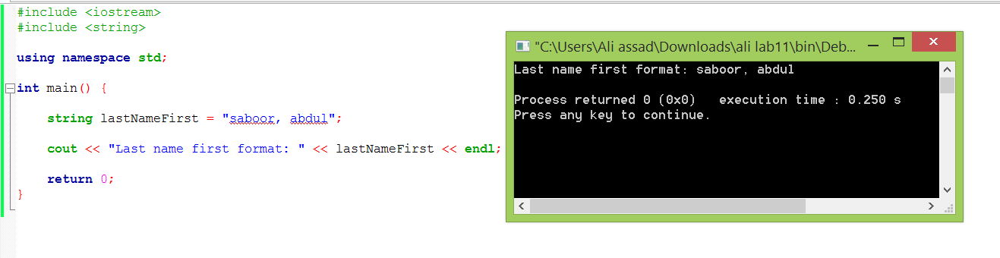 #include <iostream>
#include <string>
using namespace std;
int main() {
string lastNameFirst = "saboor, abdul";
cout << "Last name first format: " << lastNameFirst << endl;
return 0;
}
"C:\Users\Ali assad\Downloads\ali lab11\bin\Deb...
Last name first format: saboor, abdul
Process returned 0 (0x0)   execution time : 0.250 s
Press any key to continue.